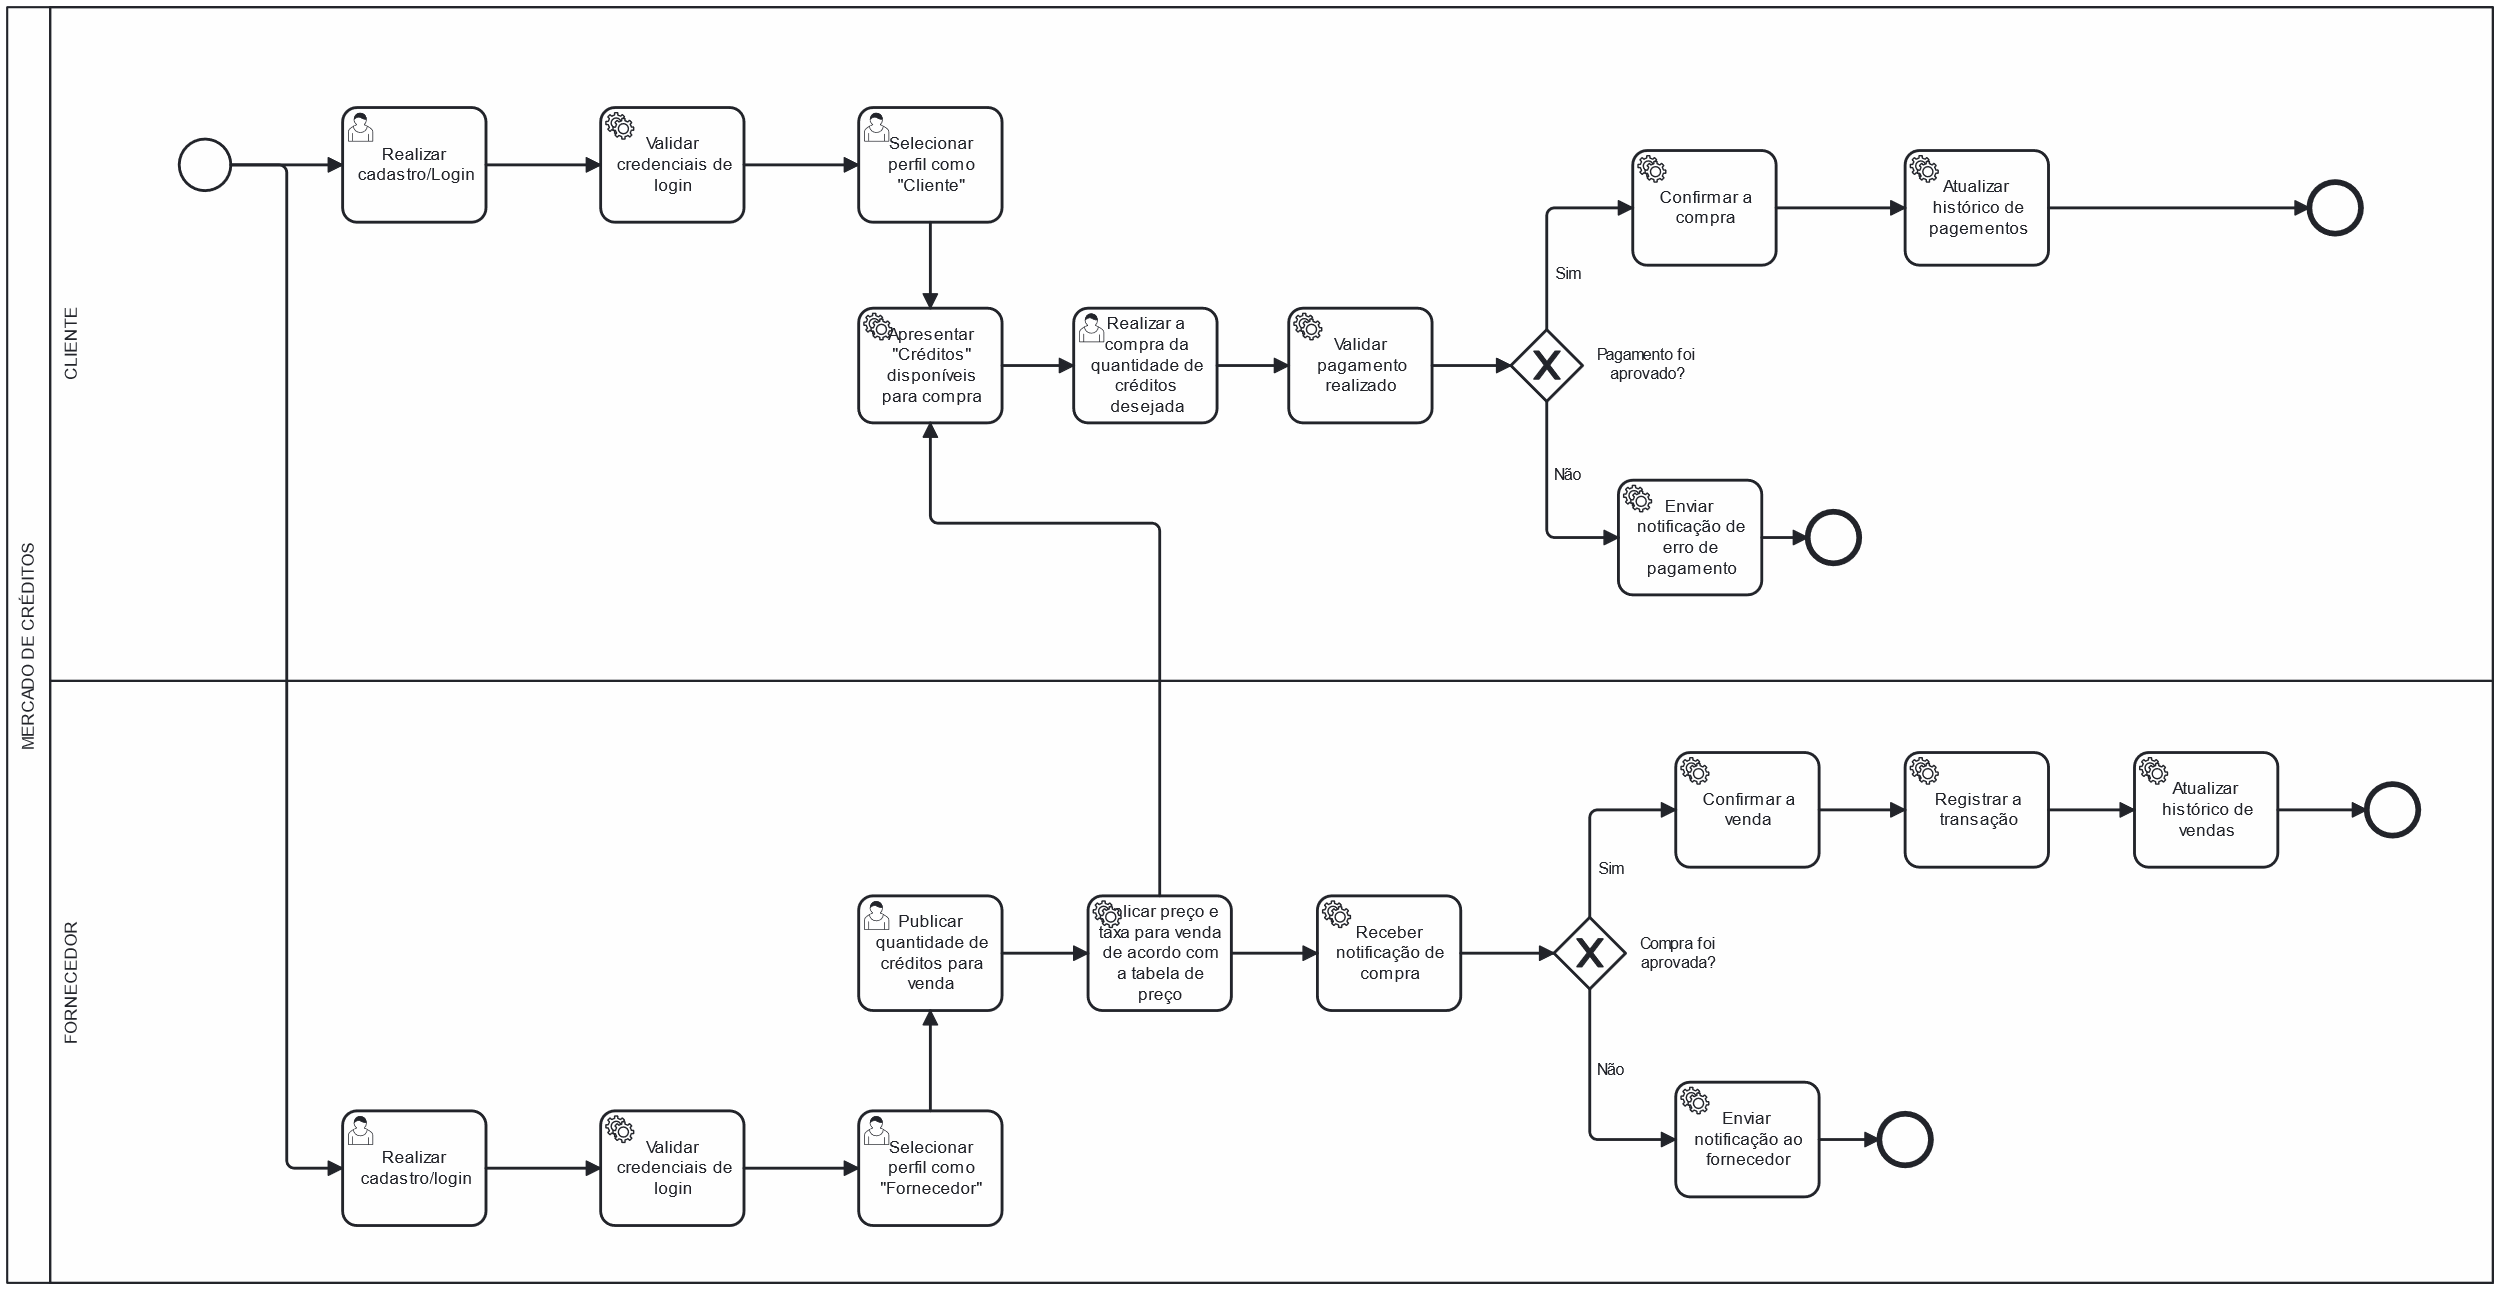 MERCADO DE CRÉDITOS
CLIENTE
Realizar
cadastro/Login
Validar
credenciais de
login
Selecionar
perfil como
"Cliente"
Apresentar
"Créditos"
disponíveis
para compra
Realizar a
compra da
quantidade de
créditos
desejada
Validar
pagamento
realizado
Pagamento foi
aprovado?
Sim
Confirmar a
compra
Atualizar
histórico de
pagementos
Não
Enviar
notificação de
erro de
pagamento
FORNECEDOR
Realizar
cadastro/login
Validar
credenciais de
login
Selecionar
perfil como
"Fornecedor"
Publicar
quantidade de
créditos para
venda
preço e
taxa para venda
de acordo com
a tabela de
preço
Receber
notificação de
compra
Compra foi
aprovada?
Sim
Confirmar a
venda
Registrar a
transação
Atualizar
histórico de
vendas
Não
Enviar
notificação ao
fornecedor